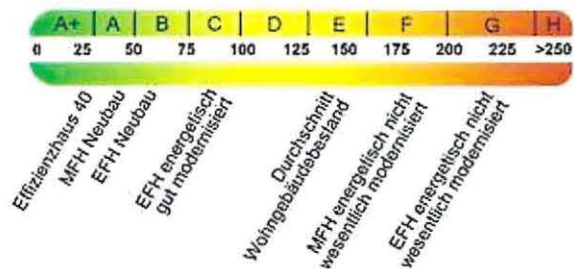 A+ A B C D E F G H
0 25 50 75 100 125 150 175 200 225 >250
Effizienzhaus 40
MFH Neubau
EFH Neubau
EFH energetisch
gut modernisiert
Durchschnitt
Wohngebäudebestand
MFH energetisch nicht
wesentlich modernisiert
EFH energetisch nicht
wesentlich modernisiert